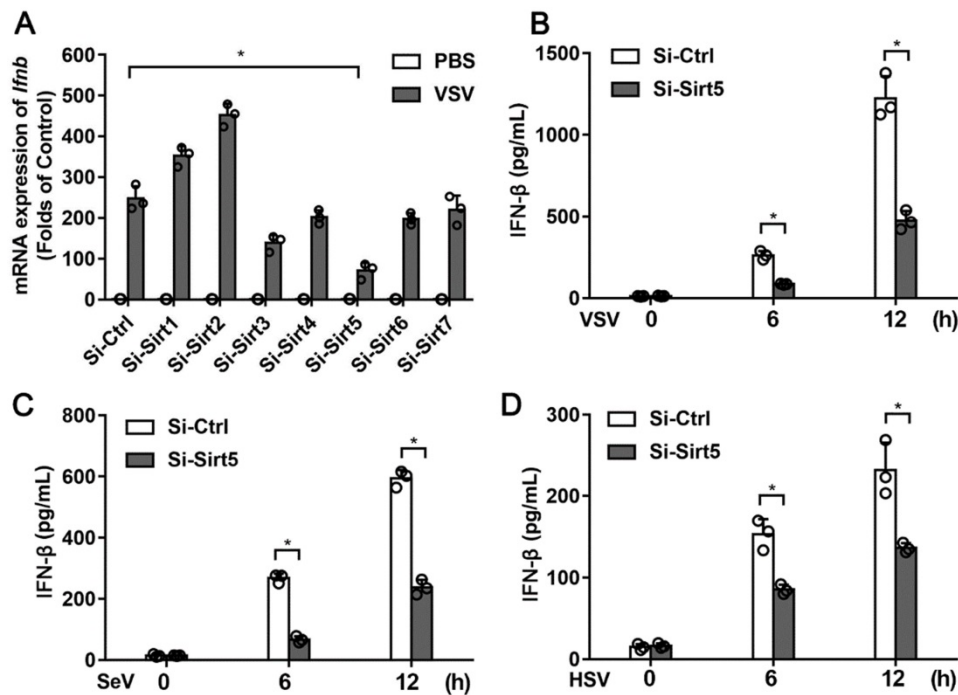 A
*
PBS
VSV
mRNA expression of Ifnb
(Folds of Control)
600
500
400
300
200
100
0
Si-Ctrl
Si-Sirt1
Si-Sirt2
Si-Sirt3
Si-Sirt4
Si-Sirt5
Si-Sirt6
Si-Sirt7
B
Si-Ctrl
Si-Sirt5
*
*
IFN-β (pg/mL)
1500
1000
500
0
VSV 0 6 12 (h)
C
Si-Ctrl
Si-Sirt5
*
*
IFN-β (pg/mL)
800
600
400
200
0
SeV 0 6 12 (h)
D
Si-Ctrl
Si-Sirt5
*
*
IFN-β (pg/mL)
300
200
100
0
HSV 0 6 12 (h)